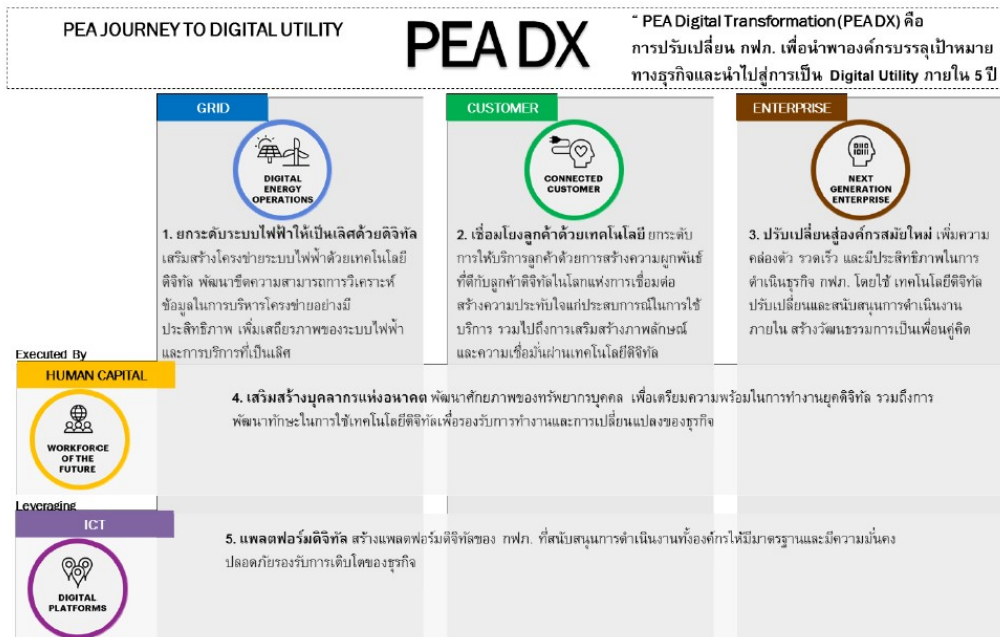 PEA JOURNEY TO DIGITAL UTILITY
PEA DX
" PEA Digital Transformation (PEA DX) คือ
การปรับเปลี่ยน กฟภ. เพื่อนำพาองค์กรบรรลุเป้าหมาย
ทางธุรกิจและนำไปสู่การเป็น Digital Utility ภายใน 5 ปี
GRID
DIGITAL
ENERGY
OPERATIONS
1. ยกระดับระบบไฟฟ้าให้เป็นเลิศด้วยดิจิทัล
เสริมสร้างโครงข่ายระบบไฟฟ้าด้วยเทคโนโลยี
ดิจิทัล พัฒนาขีดความสามารถการวิเคราะห์
ข้อมูลในการบริหารโครงข่ายอย่างมี
ประสิทธิภาพ เพิ่มเสถียรภาพของระบบไฟฟ้า
และการบริการที่เป็นเลิศ
CUSTOMER
CONNECTED
CUSTOMER
2. เชื่อมโยงลูกค้าด้วยเทคโนโลยี ยกระดับ
การให้บริการลูกค้าด้วยการสร้างความผูกพันธ์
ที่ดีกับลูกค้าดิจิทัลในโลกแห่งการเชื่อมต่อ
สร้างความประทับใจแก่ประสบการณ์ในการใช้
บริการ รวมไปถึงการเสริมสร้างภาพลักษณ์
และความเชื่อมั่นผ่านเทคโนโลยีดิจิทัล
ENTERPRISE
NEXT
GENERATION
ENTERPRISE
3. ปรับเปลี่ยนสู่องค์กรสมัยใหม่ เพิ่มความ
คล่องตัว รวดเร็ว และมีประสิทธิภาพในการ
ดำเนินธุรกิจ กฟภ. โดยใช้ เทคโนโลยีดิจิทัล
ปรับเปลี่ยนและสนับสนุนการดำเนินงาน
ภายใน สร้างวัฒนธรรมการเป็นเพื่อนคู่คิด
Executed By
HUMAN CAPITAL
WORKFORCE
OF THE
FUTURE
4. เสริมสร้างบุคลากรแห่งอนาคต พัฒนาศักยภาพของทรัพยากรบุคคล เพื่อเตรียมความพร้อมในการทำงานยุคดิจิทัล รวมถึงการ
พัฒนาทักษะในการใช้เทคโนโลยีดิจิทัลเพื่อรองรับการทำงานและการเปลี่ยนแปลงของธุรกิจ
Leveraging
ICT
DIGITAL
PLATFORMS
5. แพลตฟอร์มดิจิทัล สร้างแพลตฟอร์มดิจิทัลของ กฟภ. ที่สนับสนุนการดำเนินงานทั้งองค์กรให้มีมาตรฐานและมีความมั่นคง
ปลอดภัยรองรับการเติบโตของธุรกิจ